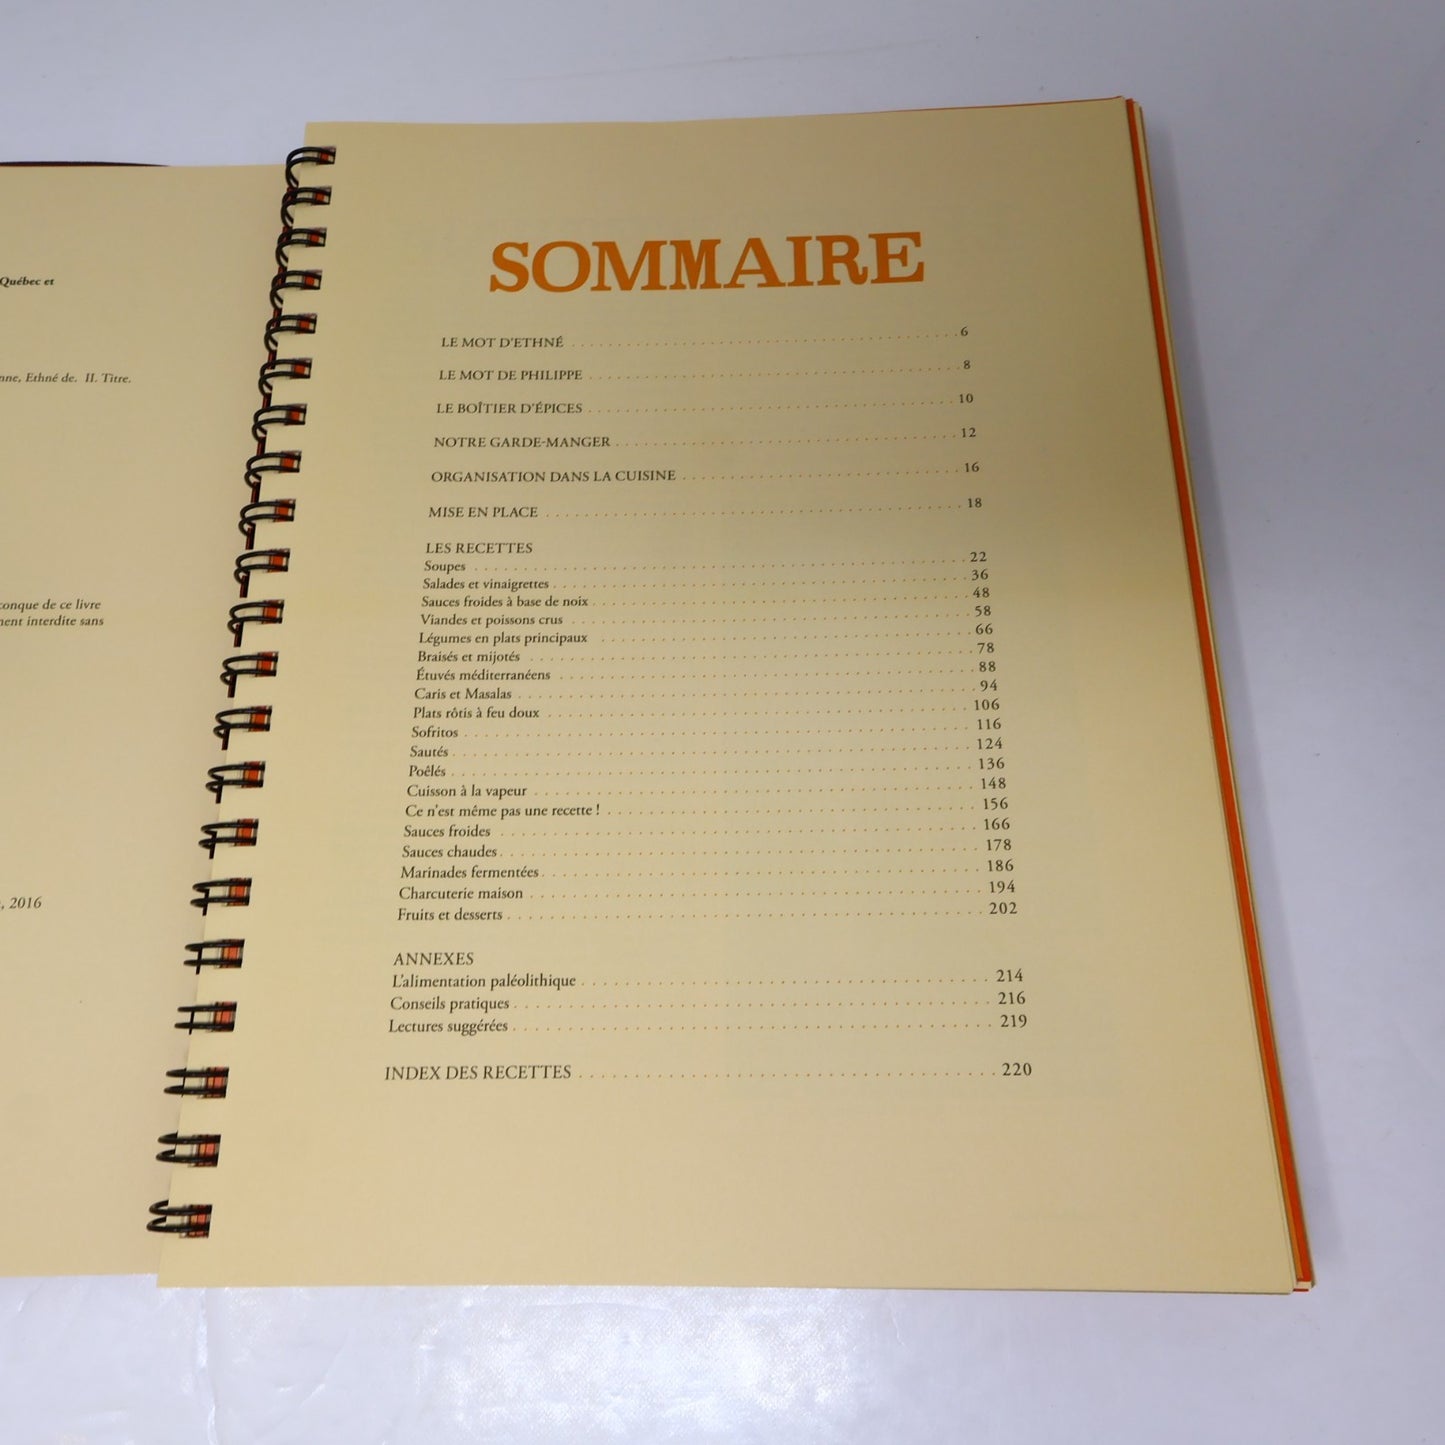 Québec et
Ethné de. II. Titre.
de ce livre
interdite sans
2016
SOMMAIRE
LE MOT D'ETHNÉ . . . 6
LE MOT DE PHILIPPE . . . 8
LE BOÎTIER D'ÉPICES . . . 10
NOTRE GARDE-MANGER . . . 12
ORGANISATION DANS LA CUISINE . . . 16
MISE EN PLACE . . . 18
LES RECETTES
Soupes . . . 22
Salades et vinaigrettes . . . 36
Sauces froides à base de noix . . . 48
Viandes et poissons crus . . . 58
Légumes en plats principaux . . . 66
Braisés et mijotés . . . 78
Étuvés méditerranéens . . . 88
Caris et Masalas . . . 94
Plats rôtis à feu doux . . . 106
Sofritos . . . 116
Sautés . . . 124
Poêlés . . . 136
Cuisson à la vapeur . . . 148
Ce n'est même pas une recette ! . . . 156
Sauces froides . . . 166
Sauces chaudes . . . 178
Marinades fermentées . . . 186
Charcuterie maison . . . 194
Fruits et desserts . . . 202
ANNEXES
L'alimentation paléolithique . . . 214
Conseils pratiques . . . 216
Lectures suggérées . . . 219
INDEX DES RECETTES . . . 220